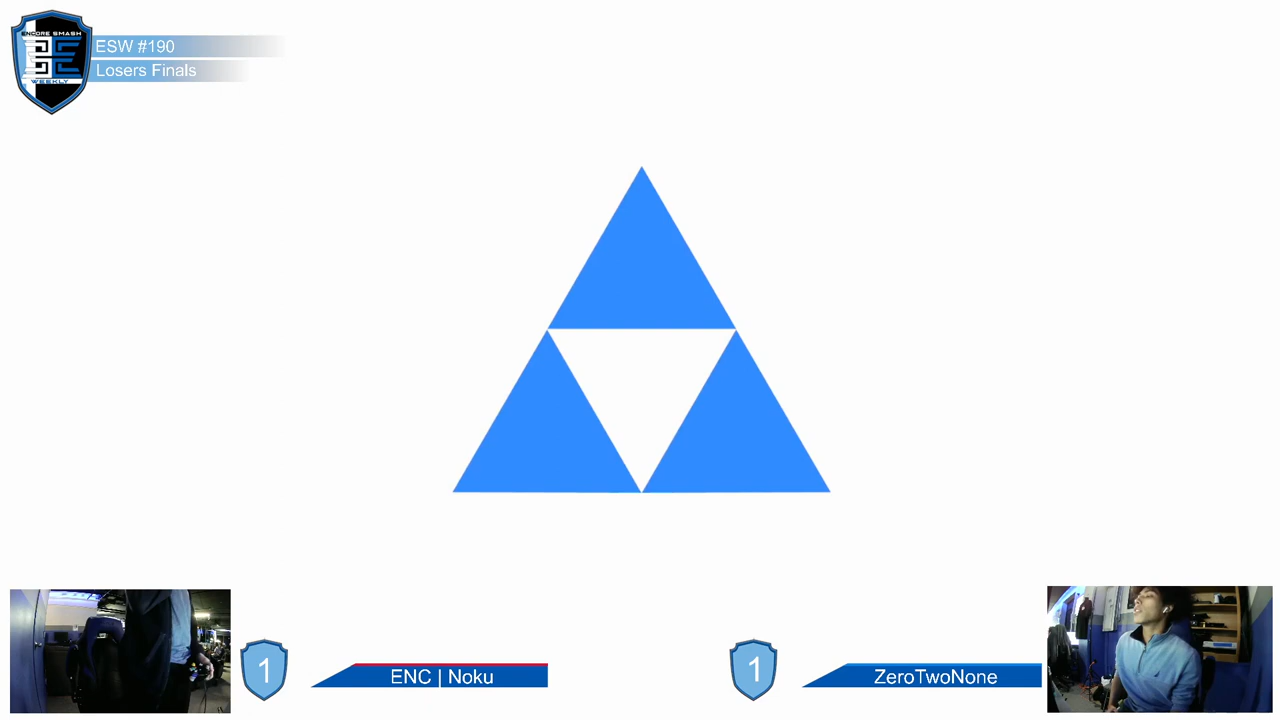 ENCORE SMASH
WEEKLY
ESW #190
Losers Finals
1
ENC | Noku
1
ZeroTwoNone